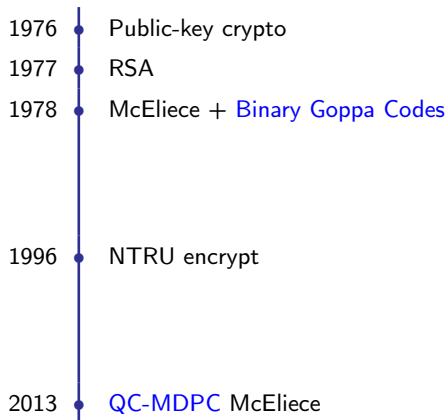 1976 Public-key crypto
1977 RSA
1978 McEliece + Binary Goppa Codes
1996 NTRU encrypt
2013 QC-MDPC McEliece